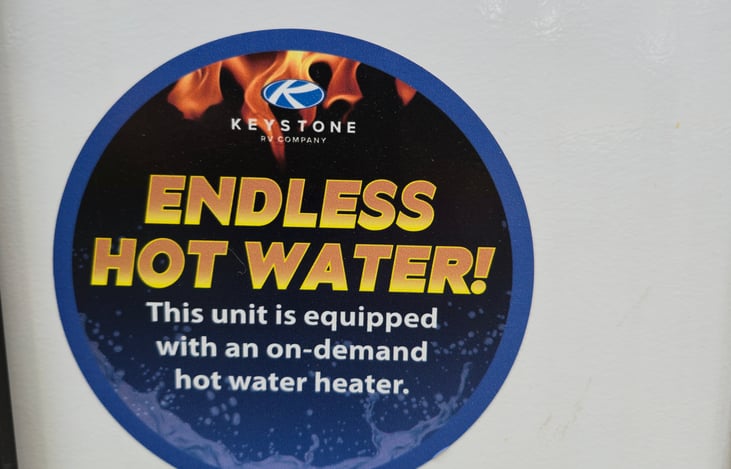 K
KEYSTONE
RV COMPANY
ENDLESS
HOT WATER!
This unit is equipped
with an on-demand
hot water heater.